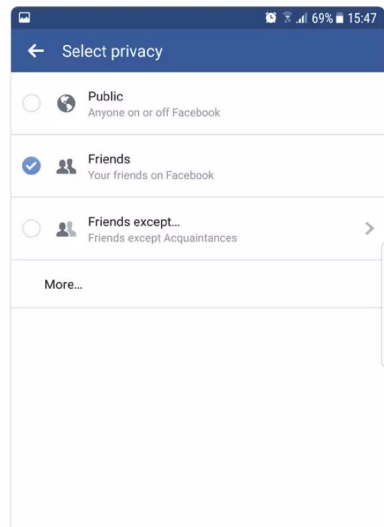 69% 15:47
Select privacy
Public
Anyone on or off Facebook
Friends
Your friends on Facebook
Friends except...
Friends except Acquaintances
More...